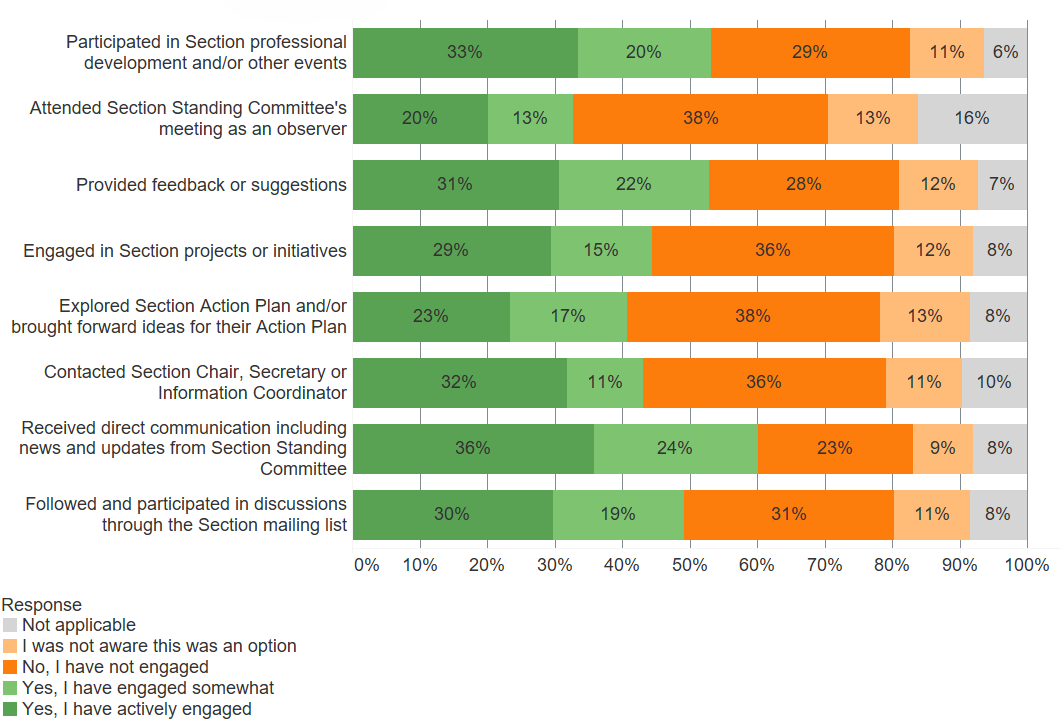 Participated in Section professional
development and/or other events
33% 20% 29% 11% 6%
Attended Section Standing Committee's
meeting as an observer
20% 13% 38% 13% 16%
Provided feedback or suggestions
31% 22% 28% 12% 7%
Engaged in Section projects or initiatives
29% 15% 36% 12% 8%
Explored Section Action Plan and/or
brought forward ideas for their Action Plan
23% 17% 38% 13% 8%
Contacted Section Chair, Secretary or
Information Coordinator
32% 11% 36% 11% 10%
Received direct communication including
news and updates from Section Standing
Committee
36% 24% 23% 9% 8%
Followed and participated in discussions
through the Section mailing list
30% 19% 31% 11% 8%
0% 10% 20% 30% 40% 50% 60% 70% 80% 90% 100%
Response
Not applicable
I was not aware this was an option
No, I have not engaged
Yes, I have engaged somewhat
Yes, I have actively engaged